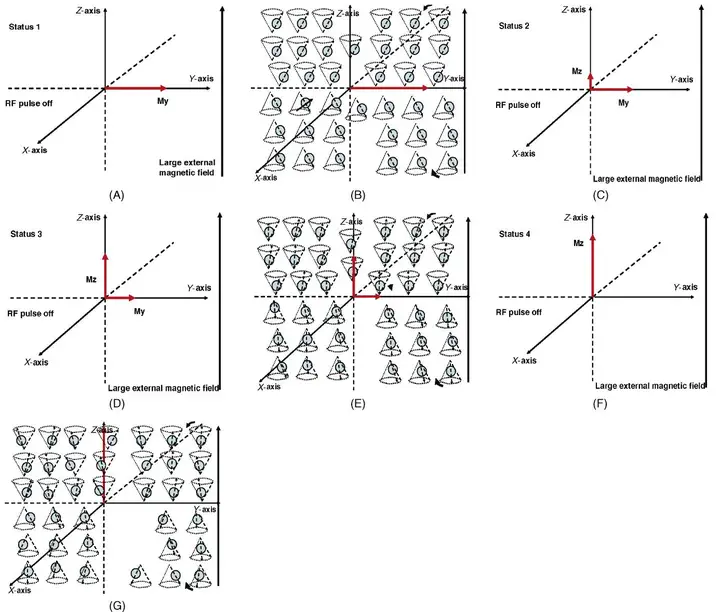 Status 1
Z-axis
Y-axis
RF pulse off
My
X-axis
Large external
magnetic field
(A)
Z-axis
Y-axis
X-axis
(B)
Status 2
Z-axis
Mz
Y-axis
RF pulse off
My
X-axis
Large external magnetic field
(C)
Status 3
Z-axis
Mz
Y-axis
RF pulse off
My
X-axis
Large external magnetic field
(D)
Z-axis
Y-axis
X-axis
(E)
Status 4
Z-axis
Mz
Y-axis
RF pulse off
X-axis
Large external magnetic field
(F)
Z-axis
Y-axis
X-axis
(G)